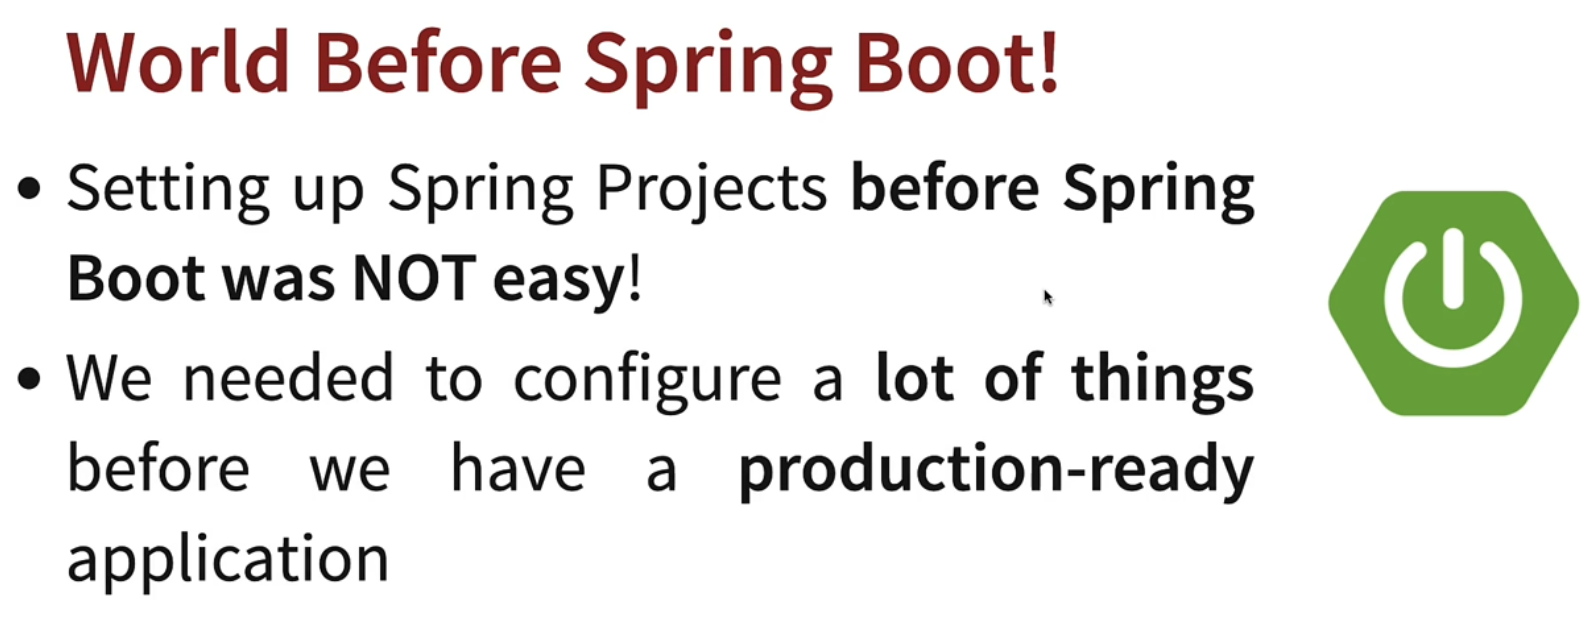 World Before Spring Boot!
• Setting up Spring Projects before Spring
Boot was NOT easy!
• We needed to configure a lot of things
before we have a production-ready
application